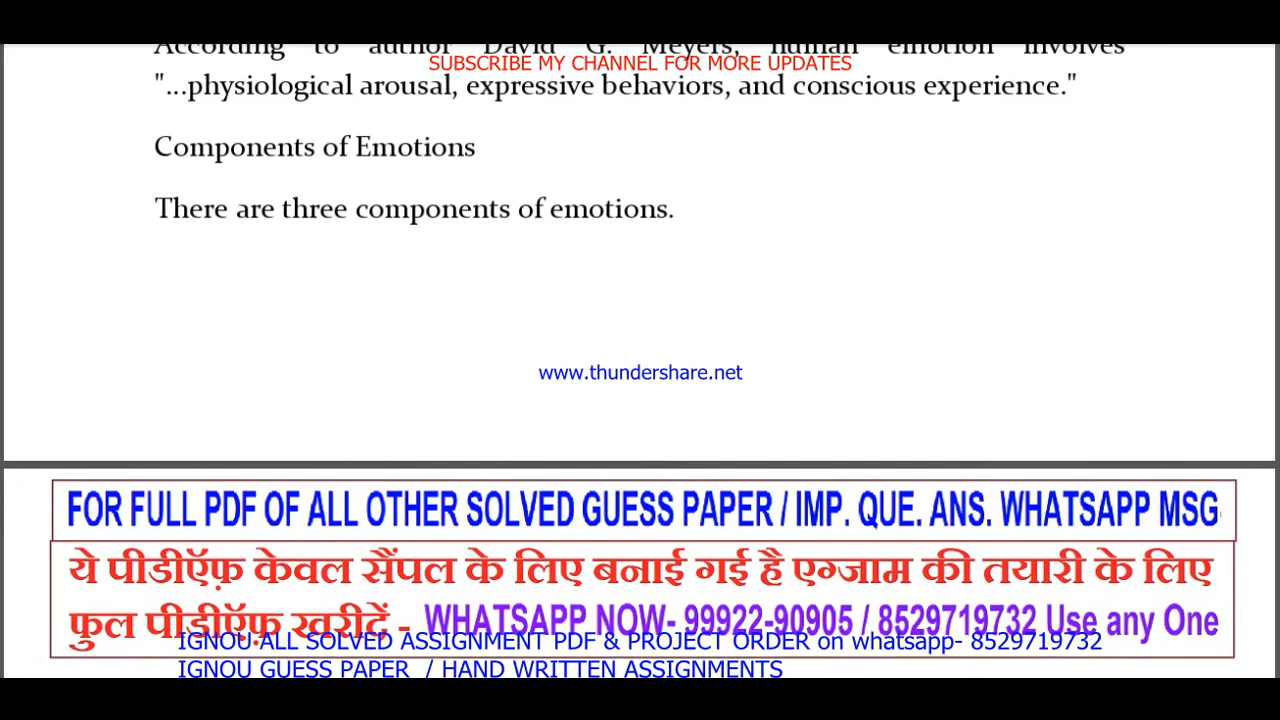 According to author David G. Meyers, human emotion involves
SUBSCRIBE MY CHANNEL FOR MORE UPDATES
"...physiological arousal, expressive behaviors, and conscious experience."
Components of Emotions
There are three components of emotions.
www.thundershare.net
FOR FULL PDF OF ALL OTHER SOLVED GUESS PAPER / IMP. QUE. ANS. WHATSAPP MSG
ये पीडीऍफ़ केवल सैंपल के लिए बनाई गई है एग्जाम की तयारी के लिए
फुल पीडीऍफ़ खरीदें - WHATSAPP NOW- 99922-90905 / 8529719732 Use any One
IGNOU ALL SOLVED ASSIGNMENT PDF & PROJECT ORDER on whatsapp- 8529719732
IGNOU GUESS PAPER / HAND WRITTEN ASSIGNMENTS